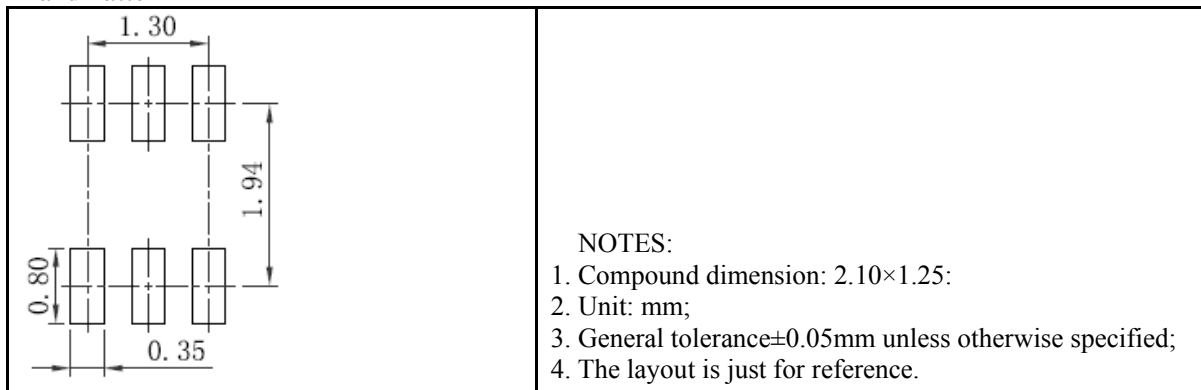 1. 30
1. 94
0. 80
0. 35
NOTES:
1. Compound dimension: 2.10×1.25:
2. Unit: mm;
3. General tolerance±0.05mm unless otherwise specified;
4. The layout is just for reference.